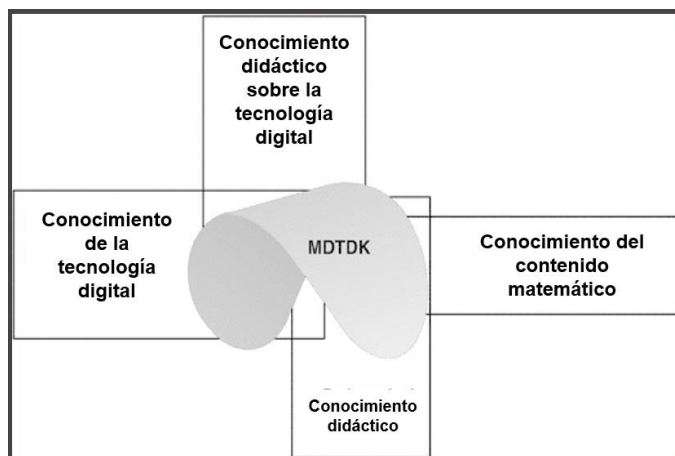 Conocimiento
didáctico
sobre la
tecnología
digital
Conocimiento
de la
tecnología
digital
MDTDK
Conocimiento del
contenido
matemático
Conocimiento
didáctico